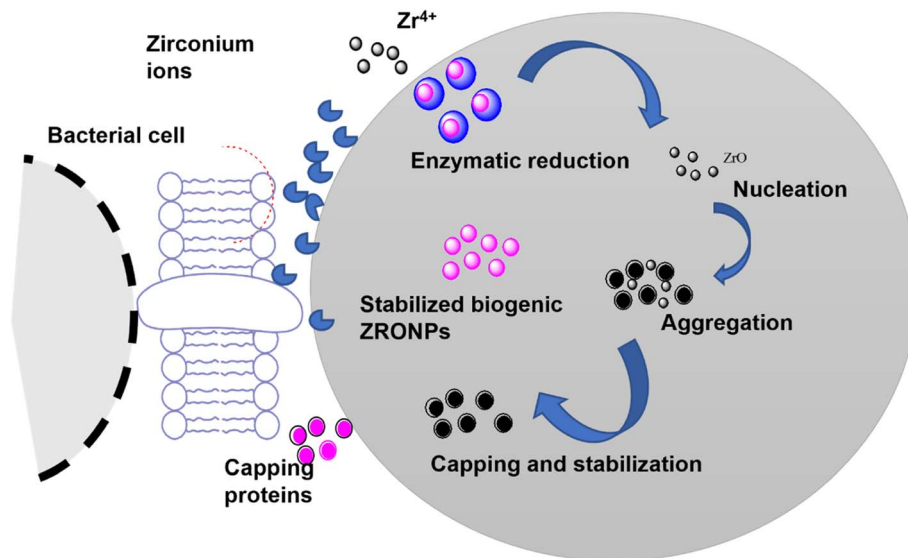 Zr⁴⁺
Zirconium
ions
Bacterial cell
Enzymatic reduction
ZrO
Nucleation
Stabilized biogenic
ZRONPs
Aggregation
Capping
proteins
Capping and stabilization